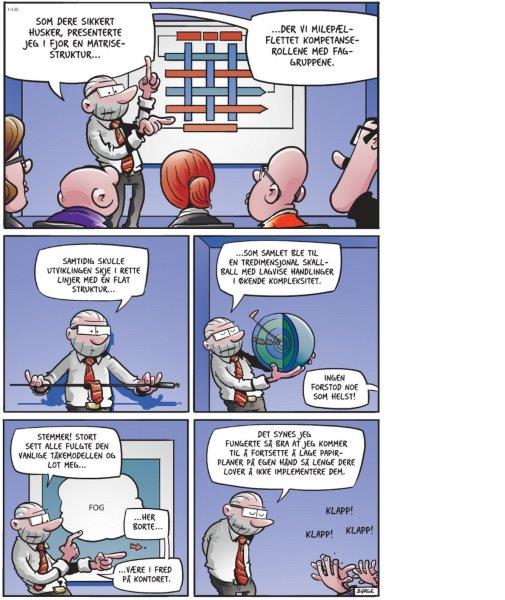 SOM DERE SIKKERT
HUSKER, PRESENTERTE
JEG I FJOR EN MATRISE-
STRUKTUR...
...DER VI MILEPÆL-
FLETTET KOMPETANSE-
ROLLENE MED FAG-
GRUPPENE.
SAMTIDIG SKULLE
UTVIKLINGEN SKJE I RETTE
LINJER MED ÉN FLAT
STRUKTUR...
...SOM SAMLET BLE TIL
EN TREDIMENSJONAL SKALL-
BALL MED LAGVISE HANDLINGER
I ØKENDE KOMPLEKSITET.
INGEN
FORSTOD NOE
SOM HELST!
STEMMER! STORT
SETT ALLE FULGTE DEN
VANLIGE TÅKEMODELLEN OG
LOT MEG...
FOG
...HER
BORTE...
...VÆRE I FRED
PÅ KONTORET.
DET SYNES JEG
FUNGERTE SÅ BRA AT JEG KOMMER
TIL Å FORTSETTE Å LAGE PAPIR-
PLANER PÅ EGEN HÅND SÅ LENGE DERE
LOVER Å IKKE IMPLEMENTERE DEM.
KLAPP!
KLAPP!
KLAPP!
BØRGE